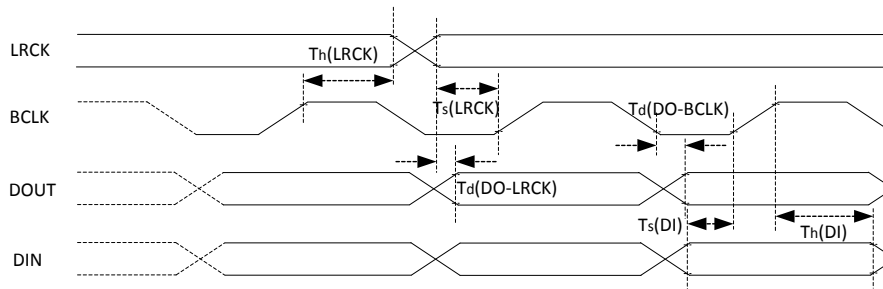 LRCK
Th(LRCK)
BCLK
Ts(LRCK)
Td(DO-BCLK)
DOUT
Td(DO-LRCK)
Ts(DI)
Th(DI)
DIN